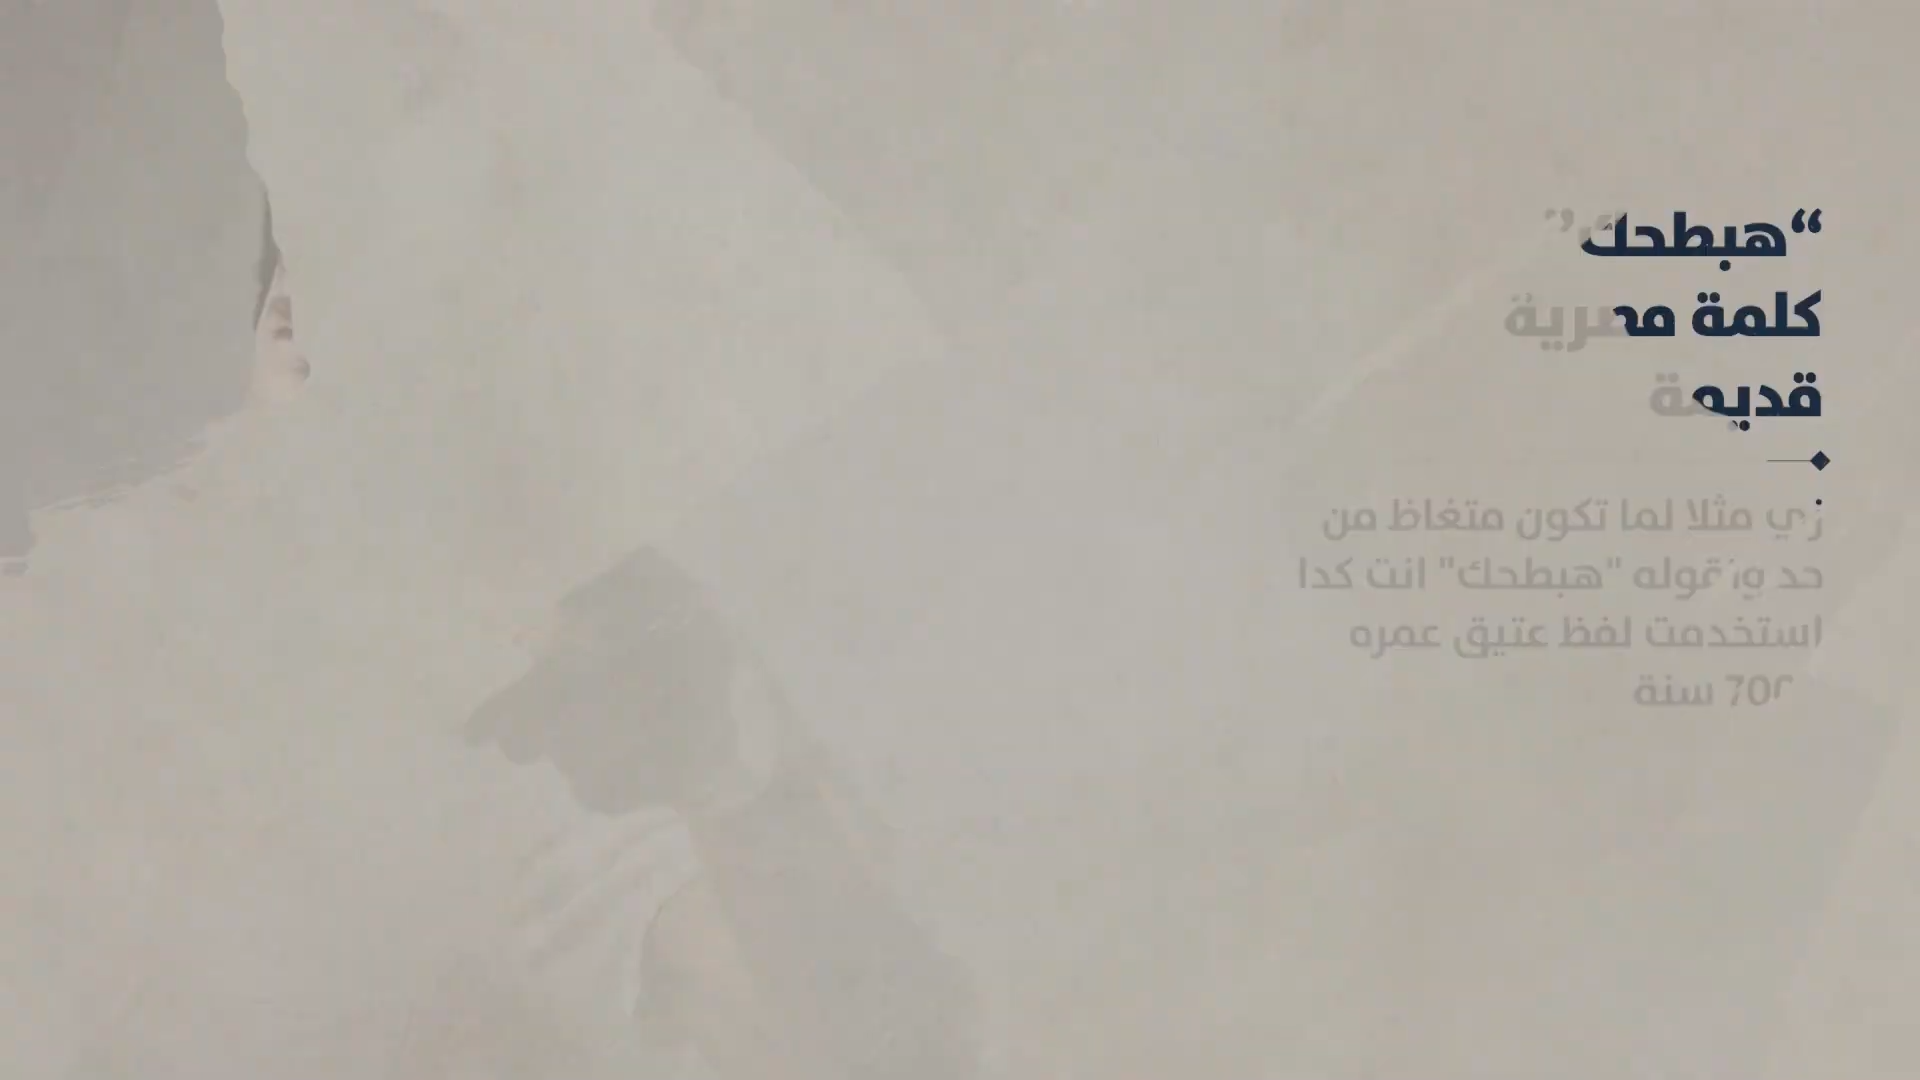 “هبطحك”
كلمة مصرية
قديمة
زي مثلا لما تكون متغاظ من
حد وتقوله "هبطحك" انت كدا
استخدمت لفظ عتيق عمره
سنة